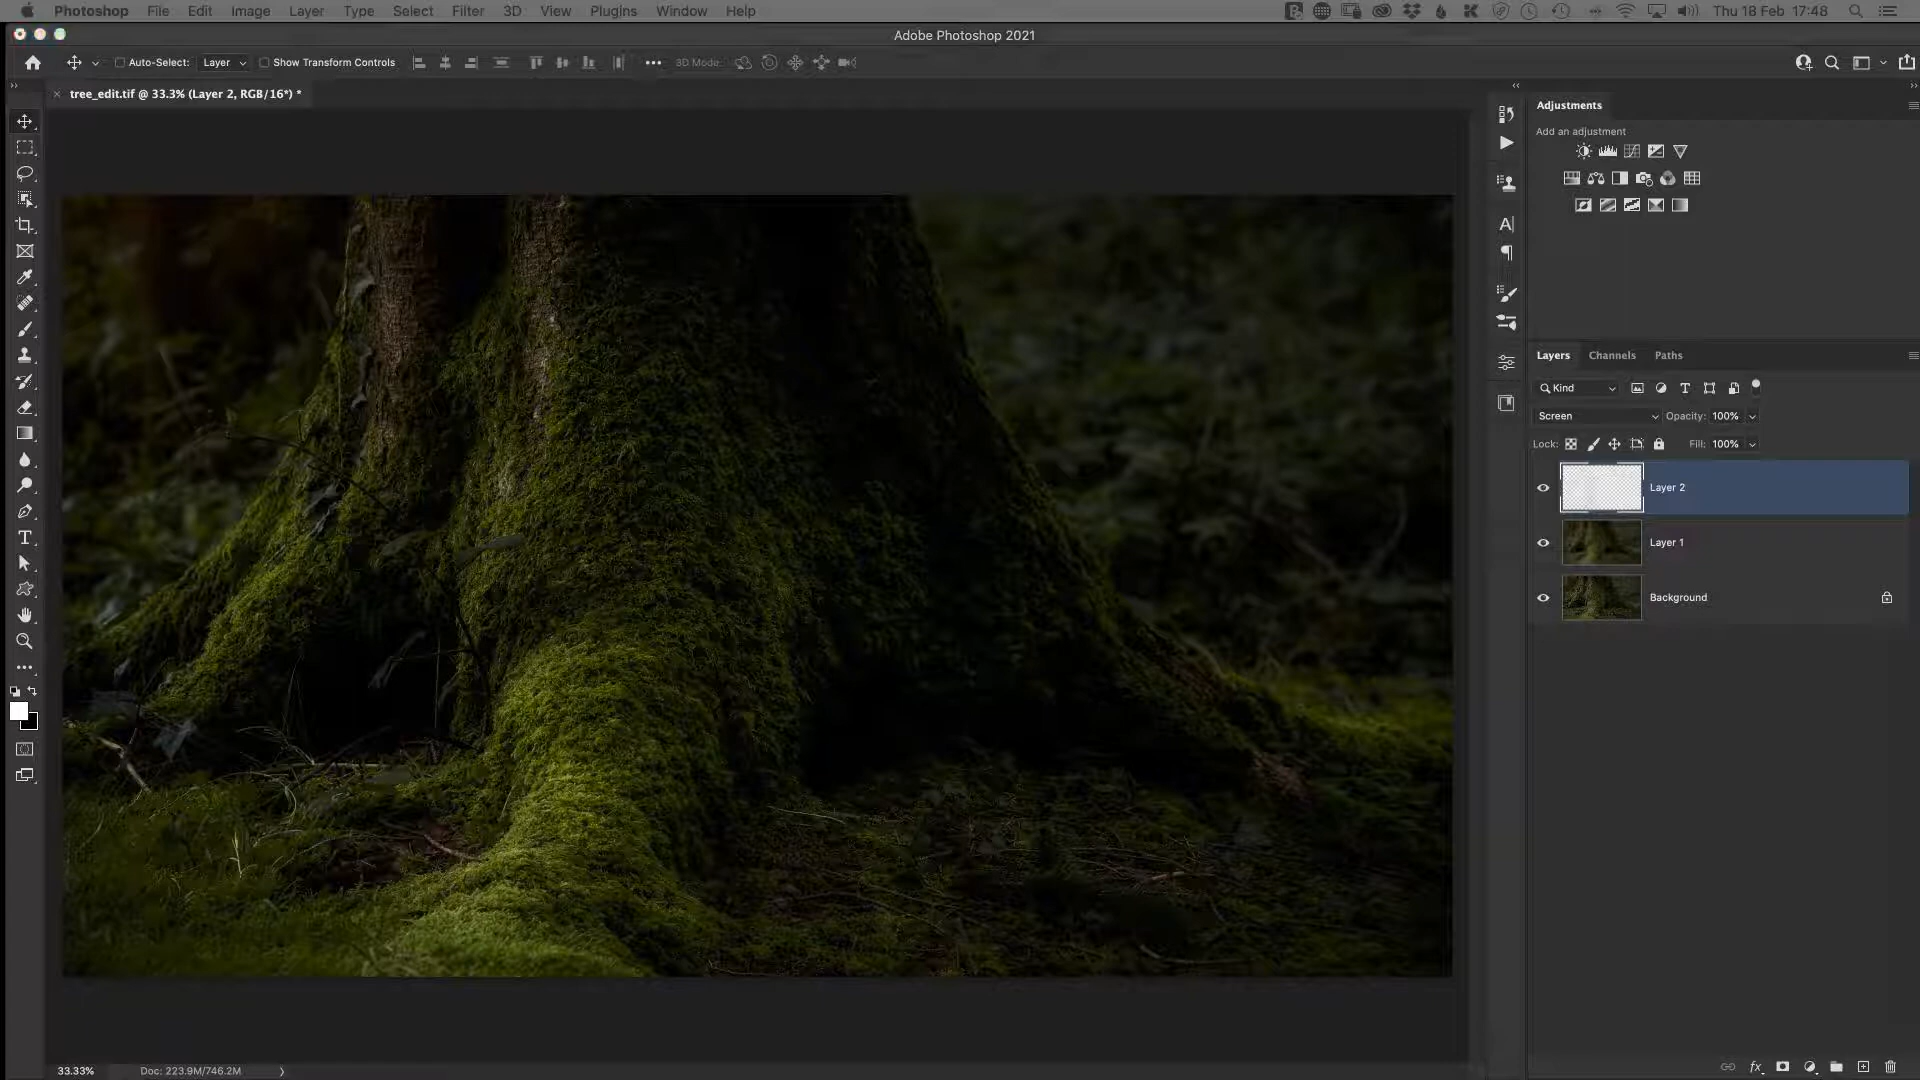 Photoshop File Edit Image Layer Type Select Filter 3D View Plugins Window Help Thu 18 Feb 17:48
Adobe Photoshop 2021
Auto-Select: Layer Show Transform Controls 3D Mode:
tree_edit.tif @ 33.3% (Layer 2, RGB/16*) *
Adjustments
Add an adjustment
Layers Channels Paths
Kind
Screen Opacity: 100%
Lock: Fill: 100%
Layer 2
Layer 1
Background
33.33% Doc: 223.9M/746.2M